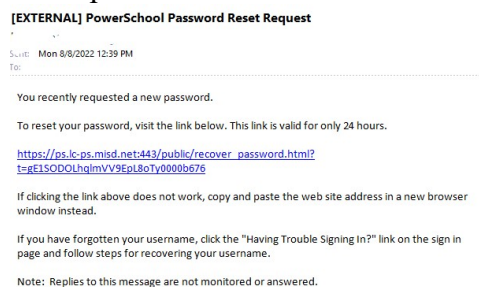 [EXTERNAL] PowerSchool Password Reset Request
Mon 8/8/2022 12:39 PM
To:
You recently requested a new password.
To reset your password, visit the link below. This link is valid for only 24 hours.
https://ps.lc-ps.misd.net:443/public/recover_password.html?
t=gE1SODOLhqlmVV9EpL8oTy0000b676
If clicking the link above does not work, copy and paste the web site address in a new browser
window instead.
If you have forgotten your username, click the "Having Trouble Signing In?" link on the sign in
page and follow steps for recovering your username.
Note: Replies to this message are not monitored or answered.